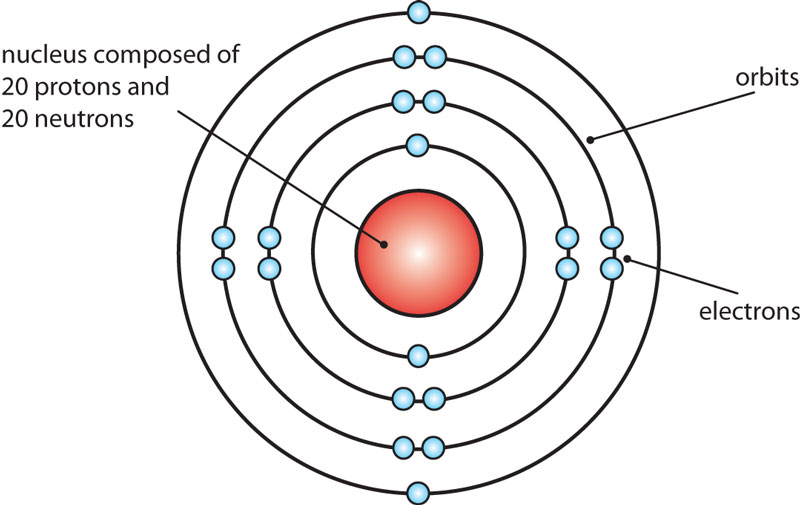 nucleus composed of
20 protons and
20 neutrons
orbits
electrons